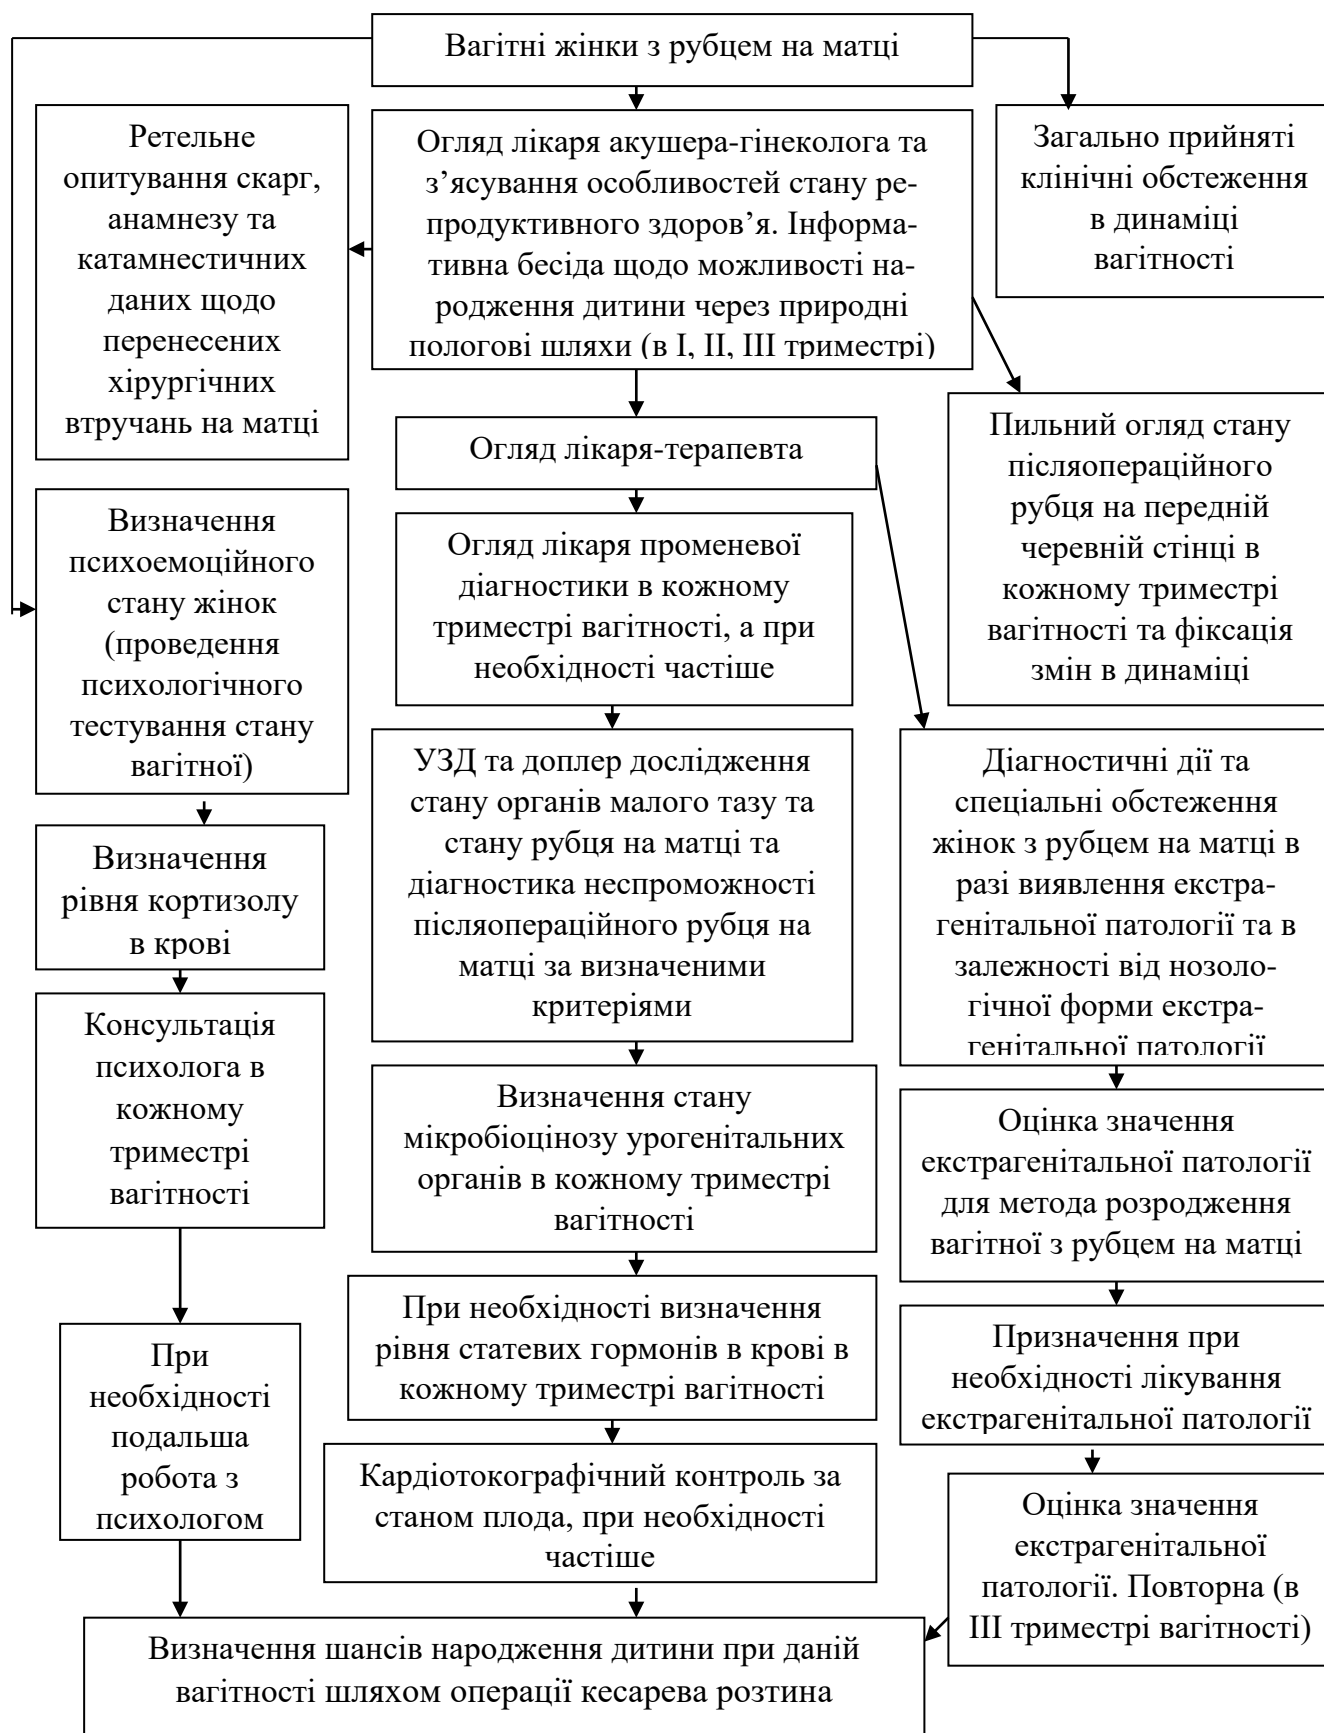 Вагітні жінки з рубцем на матці
Ретельне
опитування скарг,
анамнезу та
катамнестичних
даних щодо
перенесених
хірургічних
втручань на матці
Огляд лікаря акушера-гінеколога та
з’ясування особливостей стану ре-
продуктивного здоров’я. Інформа-
тивна бесіда щодо можливості на-
родження дитини через природні
пологові шляхи (в І, ІІ, ІІІ триместрі)
Загально прийняті
клінічні обстеження
в динаміці
вагітності
Огляд лікаря-терапевта
Пильний огляд стану
післяопераційного
рубця на передній
черевній стінці в
кожному триместрі
вагітності та фіксація
змін в динаміці
Визначення
психоемоційного
стану жінок
(проведення
психологічного
тестування стану
вагітної)
Огляд лікаря променевої
діагностики в кожному
триместрі вагітності, а при
необхідності частіше
УЗД та доплер дослідження
стану органів малого тазу та
стану рубця на матці та
діагностика неспроможності
післяопераційного рубця на
матці за визначеними
критеріями
Діагностичні дії та
спеціальні обстеження
жінок з рубцем на матці в
разі виявлення екстра-
генітальної патології та в
залежності від нозоло-
гічної форми екстра-
генітальної патології
Визначення
рівня кортизолу
в крові
Консультація
психолога в
кожному
триместрі
вагітності
Визначення стану
мікробіоцінозу урогенітальних
органів в кожному триместрі
вагітності
Оцінка значення
екстрагенітальної патології
для метода розродження
вагітної з рубцем на матці
При необхідності визначення
рівня статевих гормонів в крові в
кожному триместрі вагітності
Призначення при
необхідності лікування
екстрагенітальної патології
При
необхідності
подальша
робота з
психологом
Кардіотокографічний контроль за
станом плода, при необхідності
частіше
Оцінка значення
екстрагенітальної
патології. Повторна (в
ІІІ триместрі вагітності)
Визначення шансів народження дитини при даній
вагітності шляхом операції кесарева розтина